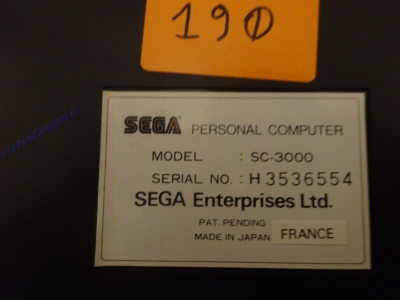 190
SEGA PERSONAL COMPUTER
MODEL : SC-3000
SERIAL NO. : H 3536554
SEGA Enterprises Ltd.
PAT. PENDING
MADE IN JAPAN FRANCE